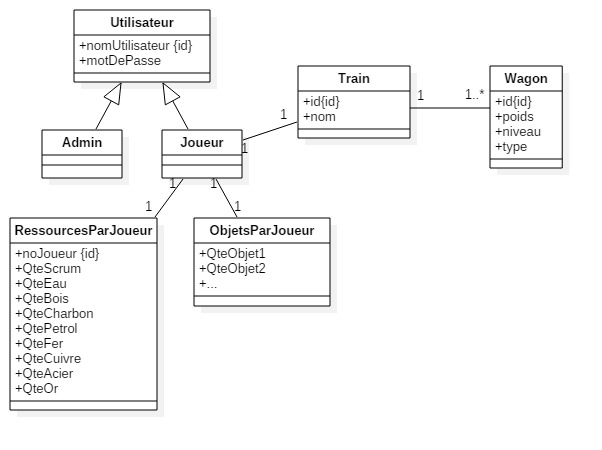 Utilisateur
+nomUtilisateur {id}
+motDePasse
Admin
Joueur
Train
+id{id}
+nom
Wagon
+id{id}
+poids
+niveau
+type
1
1
1
1..*
1
1
1
1
RessourcesParJoueur
+noJoueur {id}
+QteScrum
+QteEau
+QteBois
+QteCharbon
+QtePetrol
+QteFer
+QteCuivre
+QteAcier
+QteOr
ObjetsParJoueur
+QteObjet1
+QteObjet2
+...